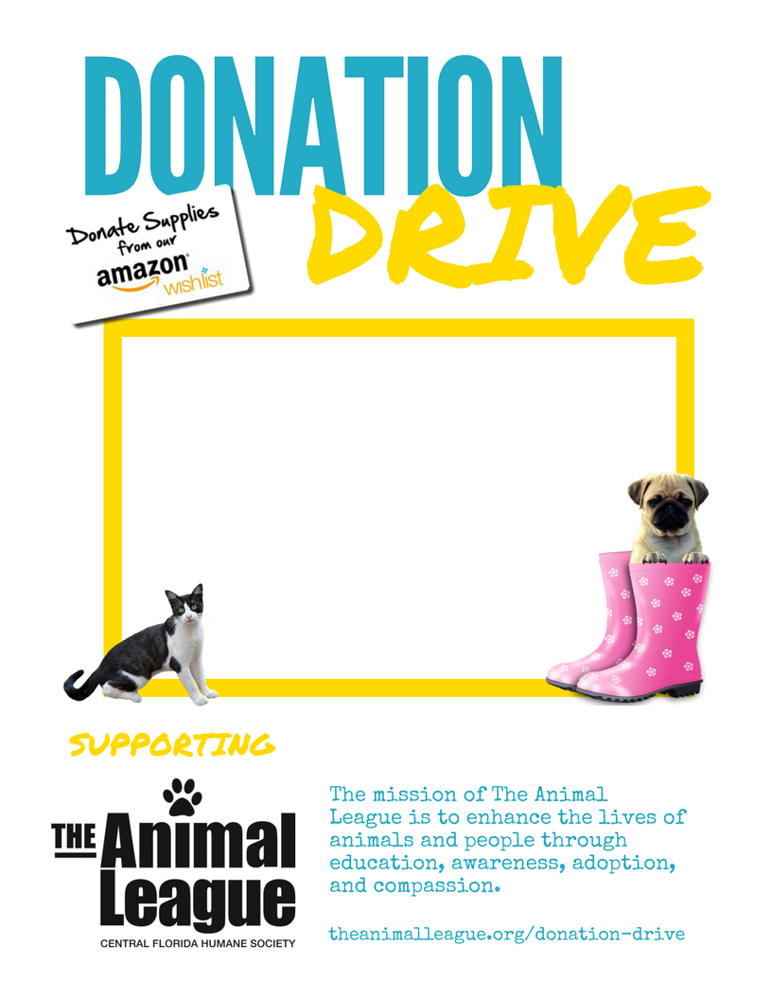 DONATION
DRIVE
Donate Supplies
from our
amazon®
wishlist
SUPPORTING
THE Animal
League
CENTRAL FLORIDA HUMANE SOCIETY
The mission of The Animal
League is to enhance the lives of
animals and people through
education, awareness, adoption,
and compassion.
theanimalleague.org/donation-drive